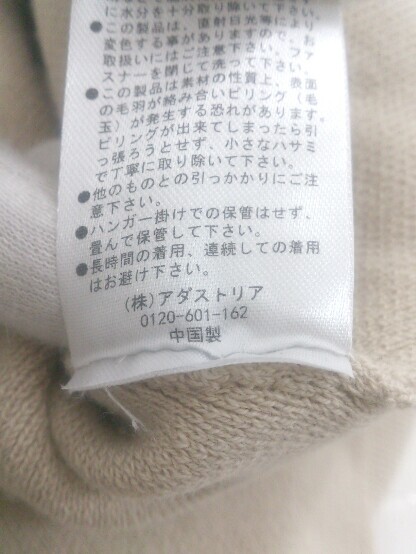 に水分を十分取り除いて下さい。
●この製品は、直射日光等により
変色する事がありますので、お
取扱いにはご注意下さい。ファ
スナーを閉じて洗って下さい。
●この製品は素材の性質上、表面
の毛羽が絡み合いピリング（毛
玉）が発生する恐れがあります。
ピリングが出来てしまったら引
っ張ろうとせず、小さなハサミ
で丁寧に取り除いて下さい。
●他のものとの引っかかりにご注
意下さい。
●ハンガー掛けでの保管はせず、
畳んで保管して下さい。
●長時間の着用、連続しての着用
はお避け下さい。
(株)アダストリア
0120-601-162
中国製